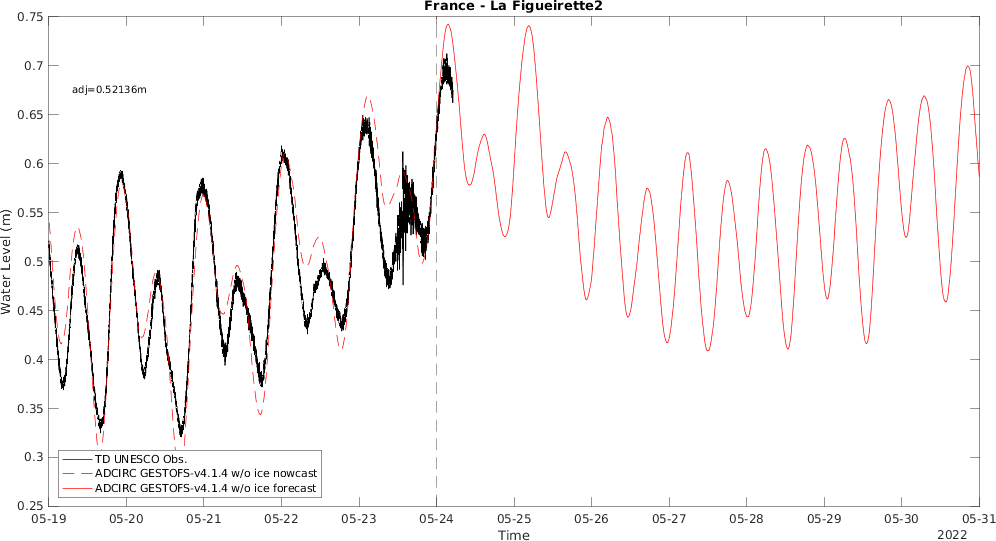 France - La Figueirette2
0.75
0.7
0.65
0.6
0.55
0.5
0.45
0.4
0.35
0.3
0.25
Water Level (m)
adj=0.52136m
TD UNESCO Obs.
ADCIRC GESTOFS-v4.1.4 w/o ice nowcast
ADCIRC GESTOFS-v4.1.4 w/o ice forecast
05-19 05-20 05-21 05-22 05-23 05-24 05-25 05-26 05-27 05-28 05-29 05-30 05-31
Time
2022